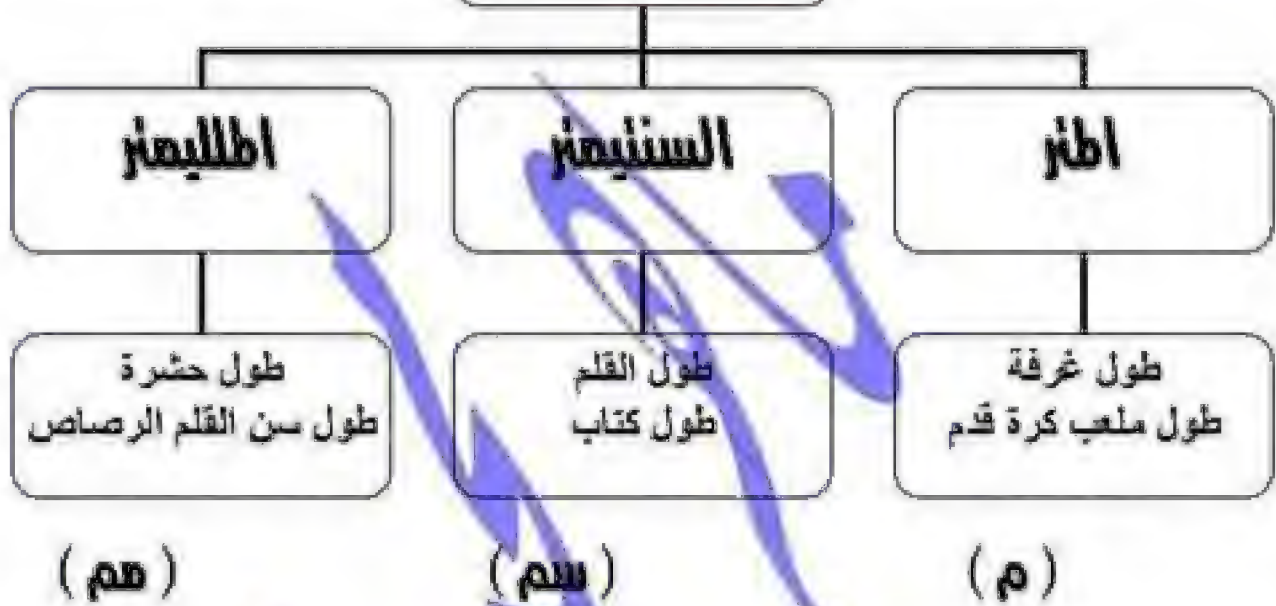 المتر
السنتيمتر
الملليمتر
طول غرفة
طول ملعب كرة قدم
طول القلم
طول كتاب
طول حشرة
طول سن القلم الرصاص
( م )
( سم )
( مم )